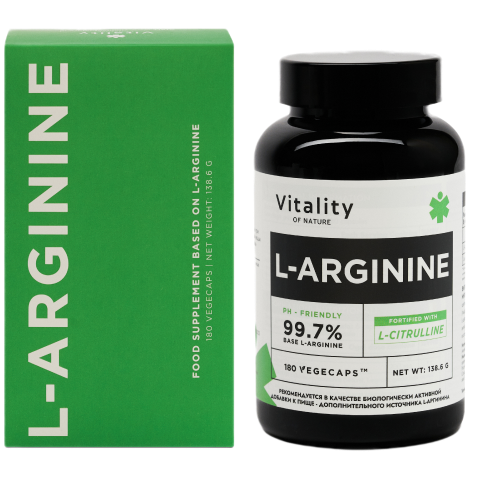 L-ARGININE
FOOD SUPPLEMENT BASED ON L-ARGININE
180 VEGECAPS | NET WEIGHT: 138.6 G
Vitality
OF NATURE
L-ARGININE
PH - FRIENDLY
99.7%
BASE L-ARGININE
FORTIFIED WITH
L-CITRULLINE
180 VEGECAPS™
NET WT: 138.6 G
РЕКОМЕНДУЕТСЯ В КАЧЕСТВЕ БИОЛОГИЧЕСКИ АКТИВНОЙ
ДОБАВКИ К ПИЩЕ - ДОПОЛНИТЕЛЬНОГО ИСТОЧНИКА L-АРГИНИНА